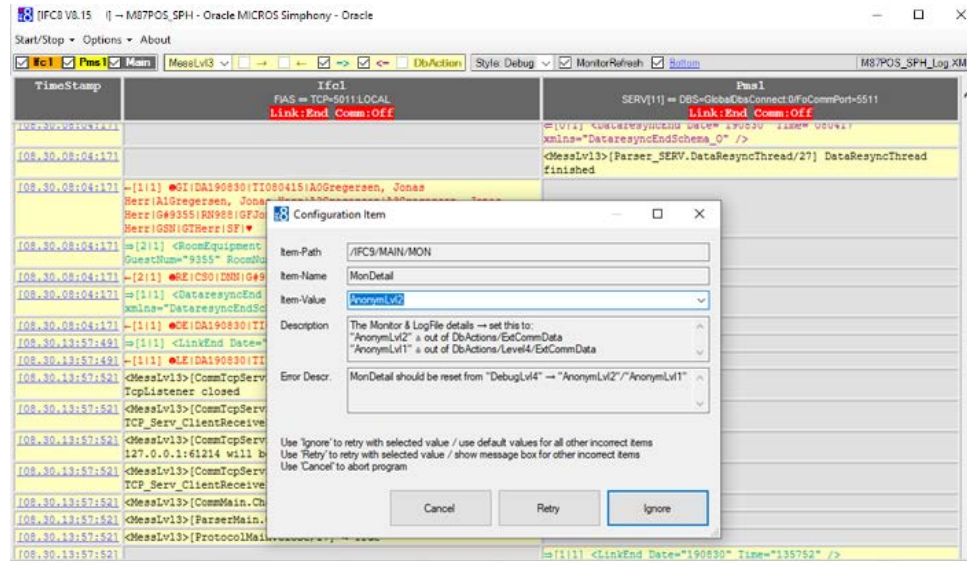 [IFC8 V8.15 I] → M87POS_SPH - Oracle MICROS Simphony - Oracle
Start/Stop Options About
Ifc1 Pms1 Main MessLvl3 → ← => <= DbAction Style: Debug MonitorRefresh Bottom M87POS_SPH_Log.XM
TimeStamp Ifc1 Pms1
FIAS == TCP=5011:LOCAL SERV[11] == DBS=GlobalDbsConnect:0/FoCommPort=5511
Link:End Comm:Off Link:End Comm:Off
xmlns="DataresyncEndSchema_O" />
[08.30.08:04:17] <MessLvl3>[Parser_SERV.DataResyncThread/27] DataResyncThread
finished
[08.30.08:04:17] ←[1|1] ☻GI|DA190830|TI080415|A0Gregersen, Jonas
Herr|A1Gregersen, Jonas
Herr|G#9355|RN988|GFJo
Herr|GSN|GTHerr|SF|♥
[08.30.08:04:17] ⇒[2|1] <RoomEquipment
GuestNum="9355" RoomNu
[08.30.08:04:17] ←[2|1] ☻RE|CS0|DNN|G#9
[08.30.08:04:17] ⇒[1|1] <DataresyncEnd
xmlns="DataresyncEndSc
[08.30.08:04:17] ←[1|1] ☻DE|DA190830|TI
[08.30.13:57:49] ⇒[1|1] <LinkEnd Date="
[08.30.13:57:49] ←[1|1] ☻LE|DA190830|TI
[08.30.13:57:52] <MessLvl3>[CommTcpServ
TcpListener closed
[08.30.13:57:52] <MessLvl3>[CommTcpServ
TCP_Serv_ClientReceive
[08.30.13:57:52] <MessLvl3>[CommTcpServ
127.0.0.1:61214 will b
[08.30.13:57:52] <MessLvl3>[CommTcpServ
TCP_Serv_ClientReceive
[08.30.13:57:52] <MessLvl3>[CommMain.Ch
[08.30.13:57:52] <MessLvl3>[ParserMain.
[08.30.13:57:52] <MessLvl3>[ProtocolMai
[08.30.13:57:52] ⇒[1|1] <LinkEnd Date="190830" Time="135752" />
Configuration Item
Item-Path /IFC9/MAIN/MON
Item-Name MonDetail
Item-Value AnonymLvl2
Description The Monitor & LogFile details → set this to:
"AnonymLvl2" ≙ out of DbActions/ExtCommData
"AnonymLvl1" ≙ out of DbActions/Level4/ExtCommData
Error Descr. MonDetail should be reset from "DebugLvl4" → "AnonymLvl2"/"AnonymLvl1"
Use 'Ignore' to retry with selected value / use default values for all other incorrect items
Use 'Retry' to retry with selected value / show message box for other incorrect items
Use 'Cancel' to abort program
Cancel Retry Ignore